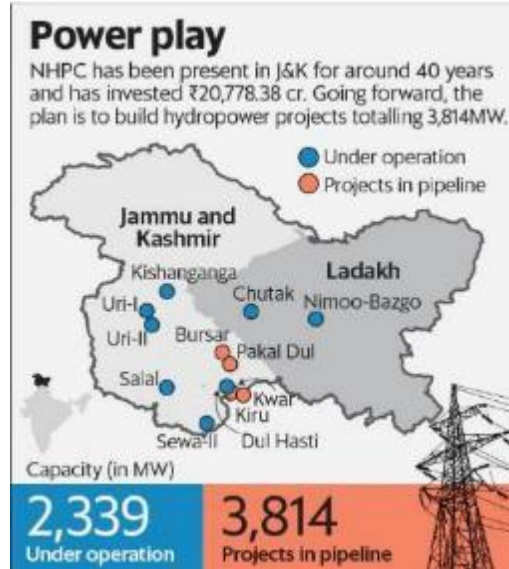 Power play
NHPC has been present in J&K for around 40 years
and has invested ₹20,778.38 cr. Going forward, the
plan is to build hydropower projects totalling 3,814MW.
Under operation
Projects in pipeline
Jammu and
Kashmir
Ladakh
Kishanganga
Chutak
Nimoo-Bazgo
Uri-I
Uri-II
Bursar
Pakal Dul
Salal
Kwar
Kiru
Sewa-II
Dul Hasti
Capacity (in MW)
2,339
Under operation
3,814
Projects in pipeline